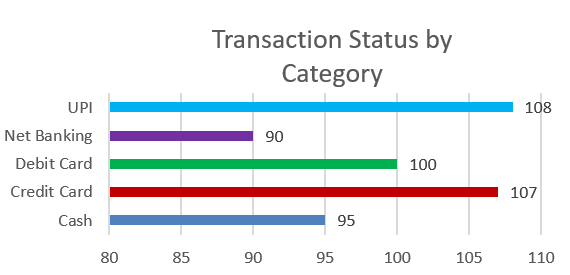 Transaction Status by
Category
UPI 108
Net Banking 90
Debit Card 100
Credit Card 107
Cash 95
80 85 90 95 100 105 110